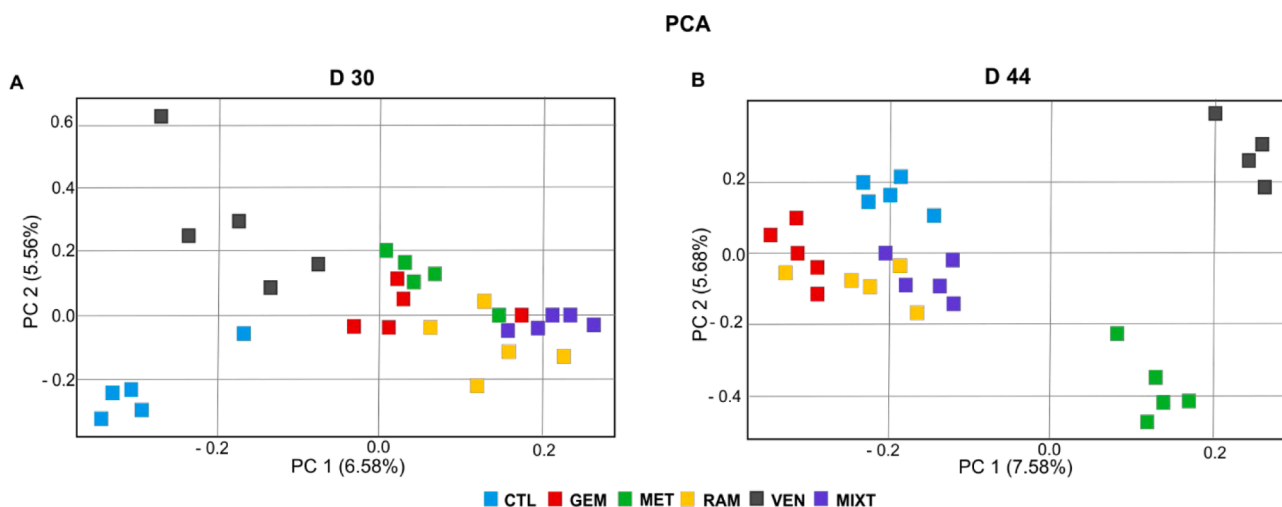 PCA
A
D 30
0.6
0.4
0.2
0.0
- 0.2
PC 2 (5.56%)
- 0.2
0.0
0.2
PC 1 (6.58%)
B
D 44
0.2
0.0
- 0.2
- 0.4
PC 2 (5.68%)
- 0.2
0.0
0.2
PC 1 (7.58%)
CTL GEM MET RAM VEN MIXT